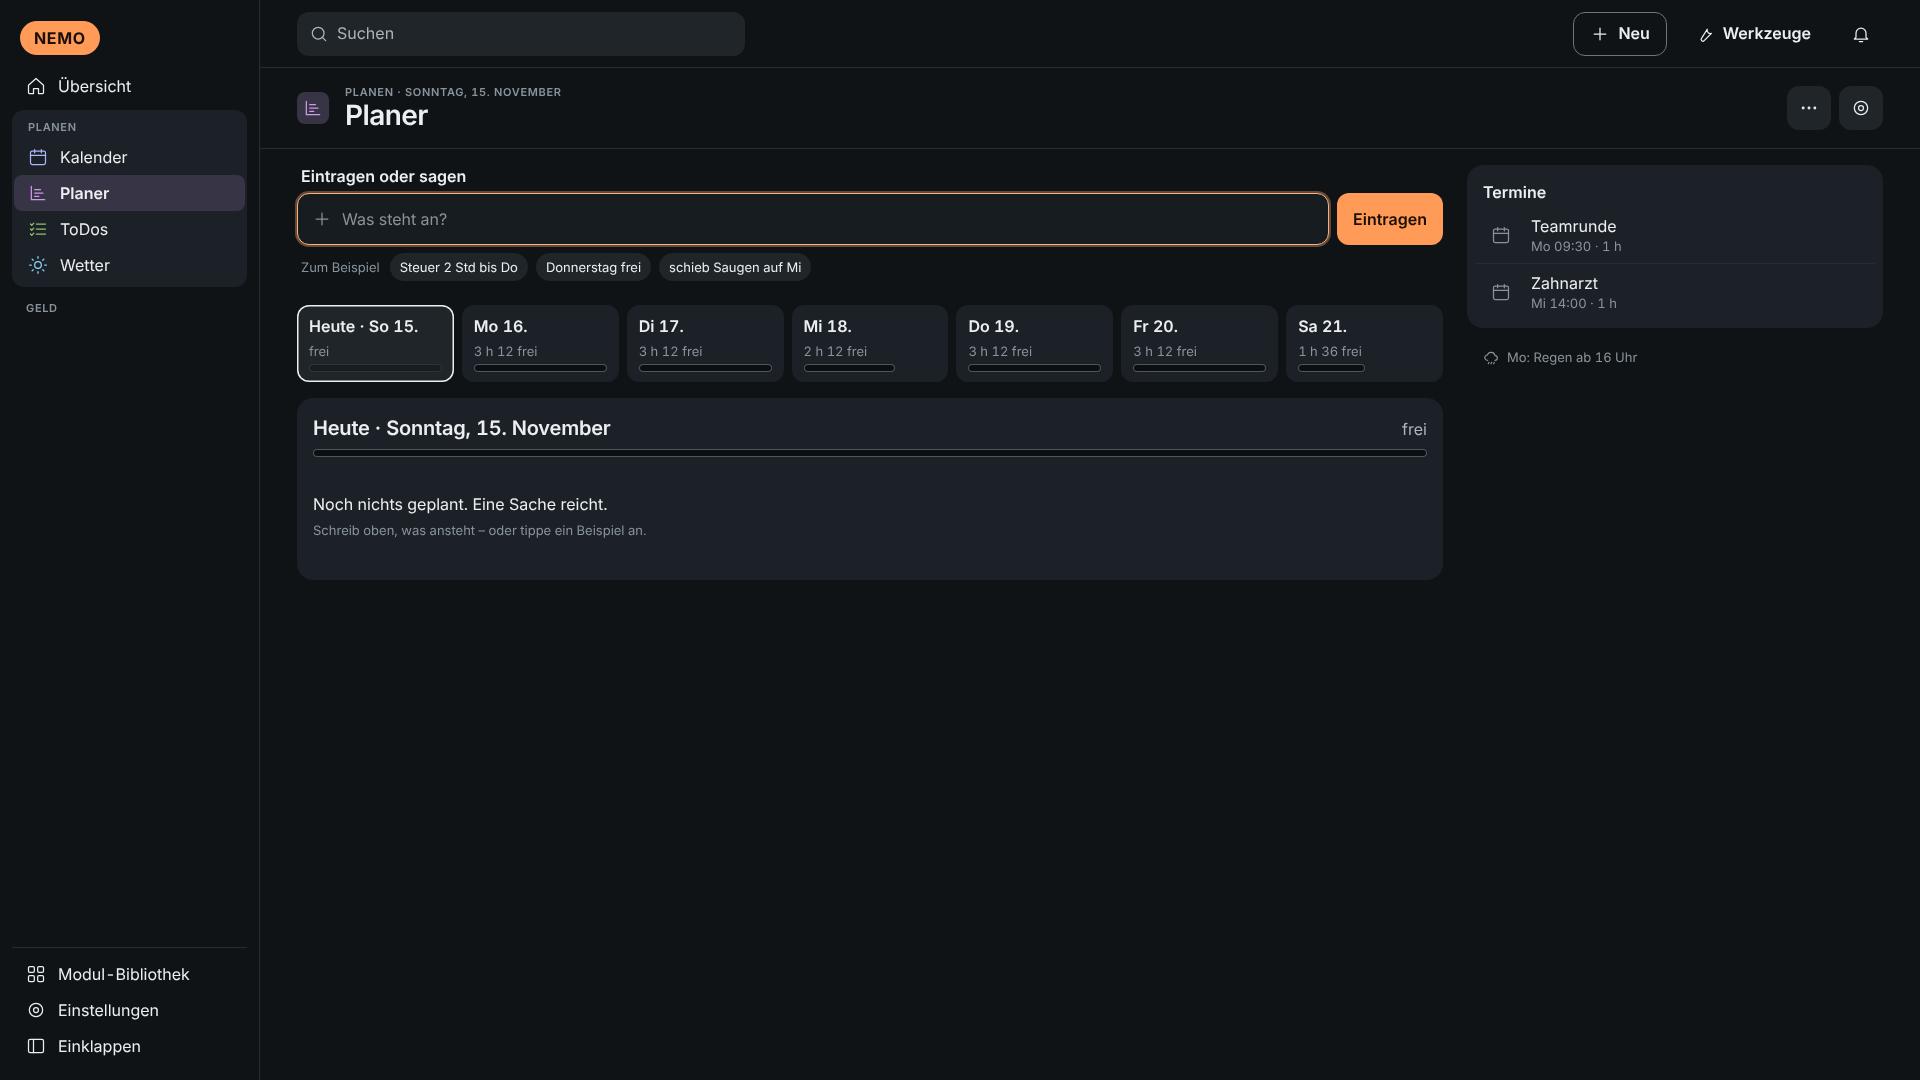 NEMO
Suchen
Neu
Werkzeuge
Übersicht
PLANEN
Kalender
Planer
ToDos
Wetter
GELD
Modul-Bibliothek
Einstellungen
Einklappen
PLANEN · SONNTAG, 15. NOVEMBER
Planer
Eintragen oder sagen
Was steht an?
Eintragen
Zum Beispiel Steuer 2 Std bis Do Donnerstag frei schieb Saugen auf Mi
Heute · So 15.
frei
Mo 16.
3 h 12 frei
Di 17.
3 h 12 frei
Mi 18.
2 h 12 frei
Do 19.
3 h 12 frei
Fr 20.
3 h 12 frei
Sa 21.
1 h 36 frei
Heute · Sonntag, 15. November
frei
Noch nichts geplant. Eine Sache reicht.
Schreib oben, was ansteht – oder tippe ein Beispiel an.
Termine
Teamrunde
Mo 09:30 · 1 h
Zahnarzt
Mi 14:00 · 1 h
Mo: Regen ab 16 Uhr